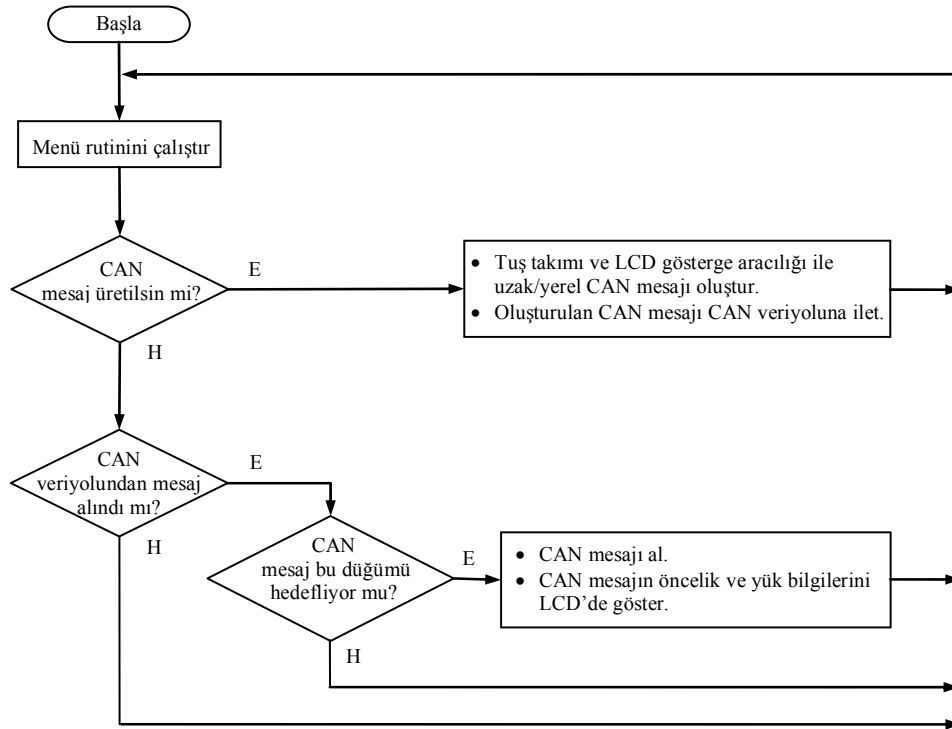 Başla
Menü rutinini çalıştır
CAN
mesaj üretilsin mi?
E
• Tuş takımı ve LCD gösterge aracılığı ile
uzak/yerel CAN mesajı oluştur.
• Oluşturulan CAN mesajı CAN veriyoluna ilet.
H
CAN
veriyolundan mesaj
alındı mı?
E
H
CAN
mesaj bu düğümü
hedefliyor mu?
E
• CAN mesajı al.
• CAN mesajın öncelik ve yük bilgilerini
LCD’de göster.
H